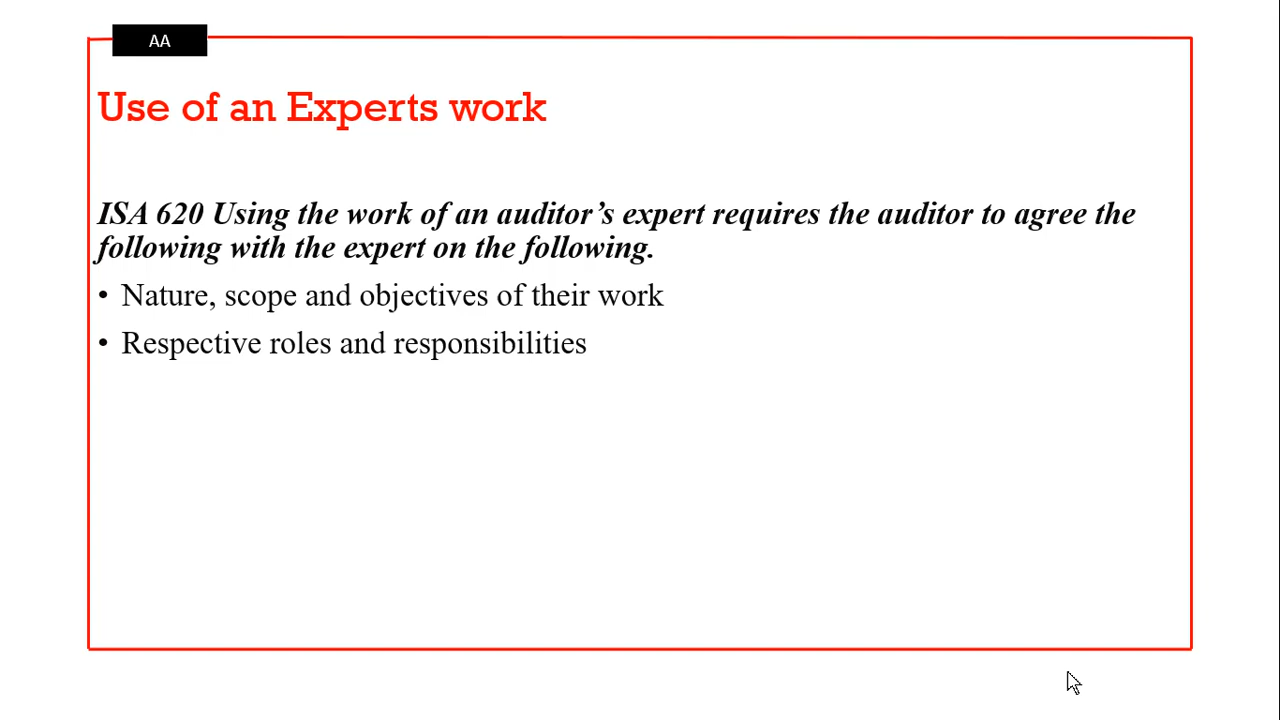 AA
Use of an Experts work
ISA 620 Using the work of an auditor’s expert requires the auditor to agree the
following with the expert on the following.
• Nature, scope and objectives of their work
• Respective roles and responsibilities